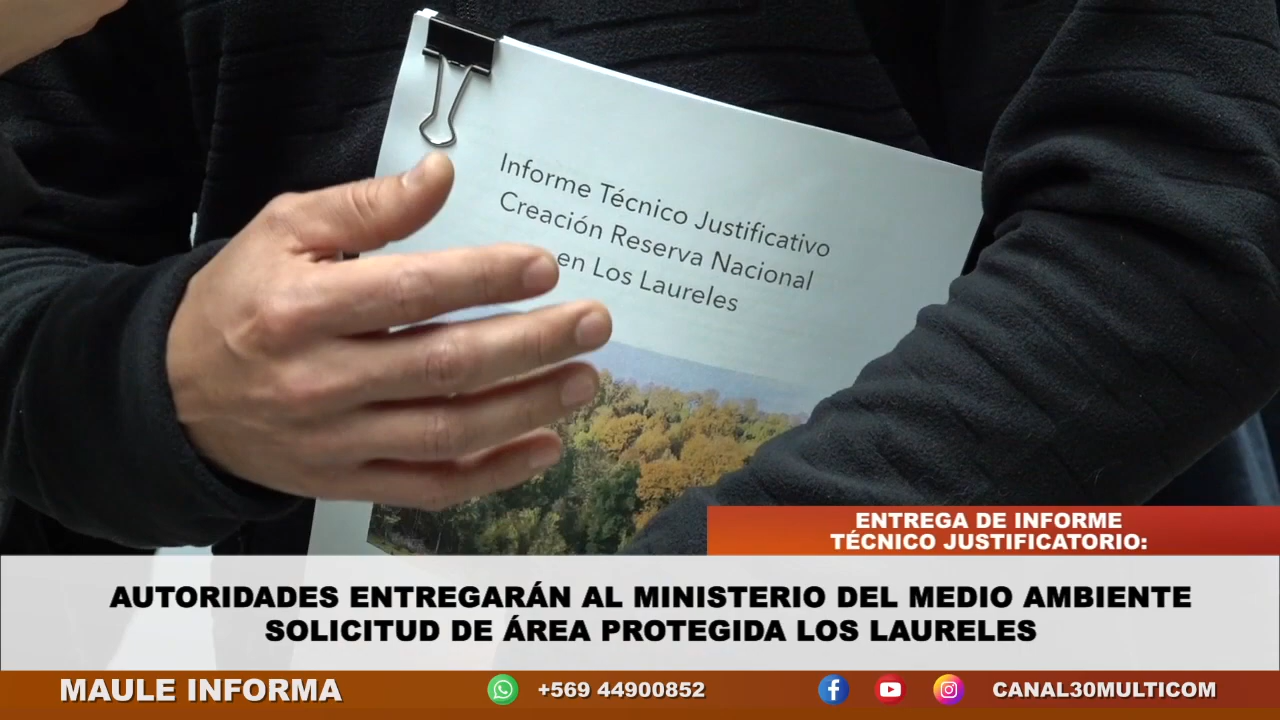 Informe Técnico Justificativo
Creación Reserva Nacional
en Los Laureles
ENTREGA DE INFORME
TÉCNICO JUSTIFICATORIO:
AUTORIDADES ENTREGARÁN AL MINISTERIO DEL MEDIO AMBIENTE
SOLICITUD DE ÁREA PROTEGIDA LOS LAURELES
MAULE INFORMA
+569 44900852
CANAL30MULTICOM